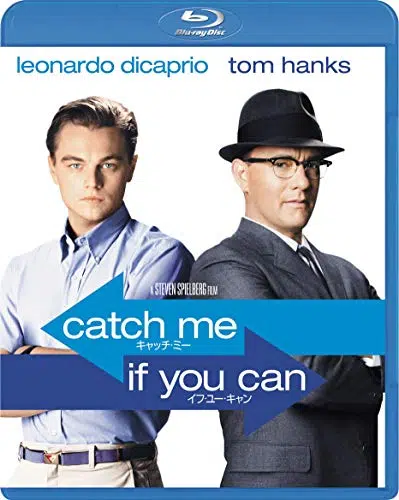 Blu-ray Disc
leonardo dicaprio tom hanks
A STEVEN SPIELBERG FILM
catch me
キャッチ・ミー
if you can
イフ・ユー・キャン